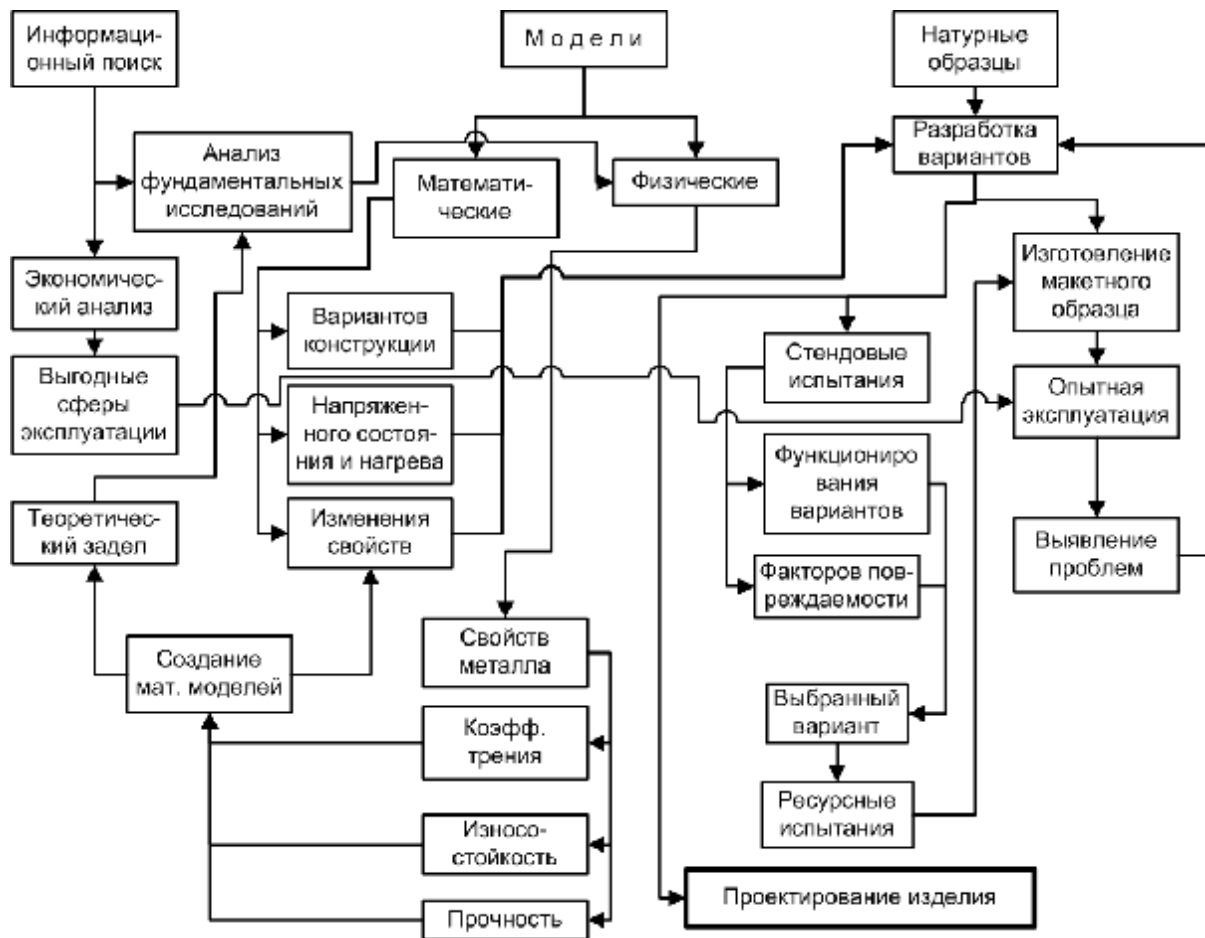 Информаци-
онный поиск
М о д е л и
Натурные
образцы
Анализ
фундаментальных
исследований
Математи-
ческие
Физические
Разработка
вариантов
Экономичес-
кий анализ
Вариантов
конструкции
Изготовление
макетного
образца
Стендовые
испытания
Выгодные
сферы
эксплуатации
Напряжен-
ного состоя-
ния и нагрева
Опытная
эксплуатация
Функциониро
вания
вариантов
Теоретичес-
кий задел
Изменения
свойств
Выявление
проблем
Факторов пов-
реждаемости
Создание
мат. моделей
Свойств
металла
Выбранный
вариант
Коэфф.
трения
Ресурсные
испытания
Износо-
стойкость
Проектирование изделия
Прочность